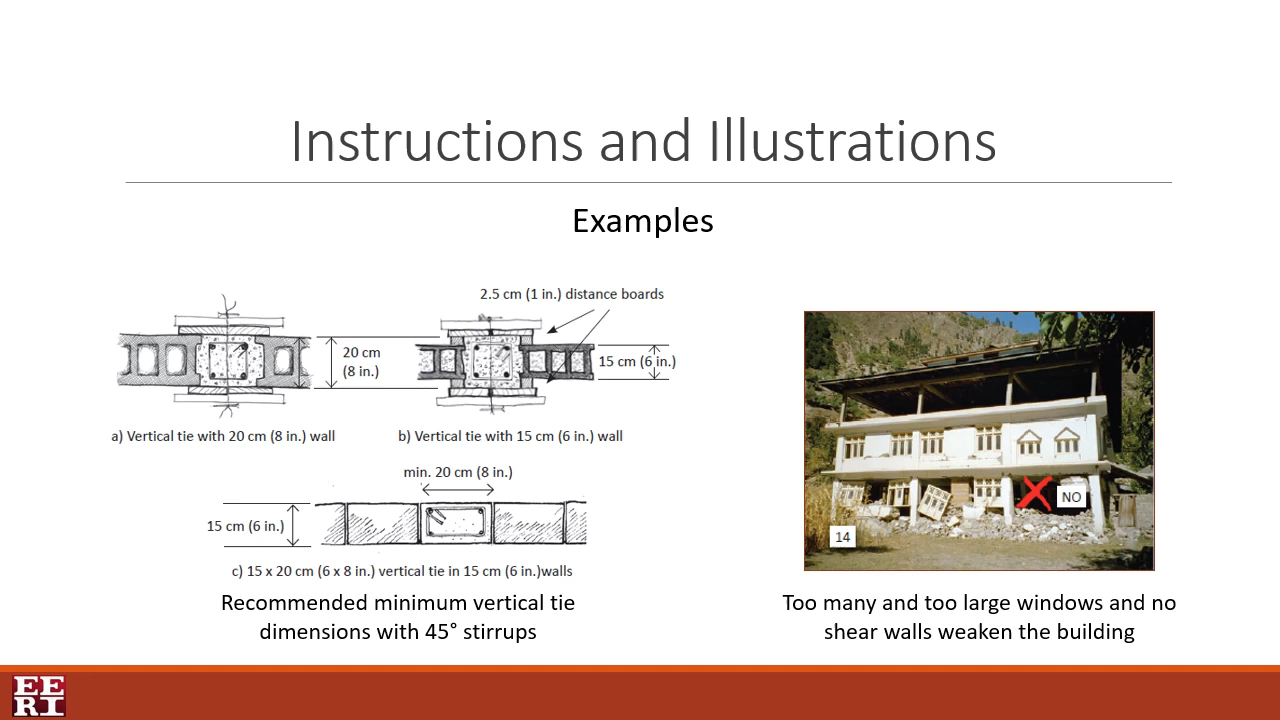 Instructions and Illustrations
Examples
2.5 cm (1 in.) distance boards
20 cm
(8 in.)
15 cm (6 in.)
a) Vertical tie with 20 cm (8 in.) wall
b) Vertical tie with 15 cm (6 in.) wall
min. 20 cm (8 in.)
15 cm (6 in.)
c) 15 x 20 cm (6 x 8 in.) vertical tie in 15 cm (6 in.)walls
Recommended minimum vertical tie
dimensions with 45° stirrups
NO
14
Too many and too large windows and no
shear walls weaken the building
EE
RI